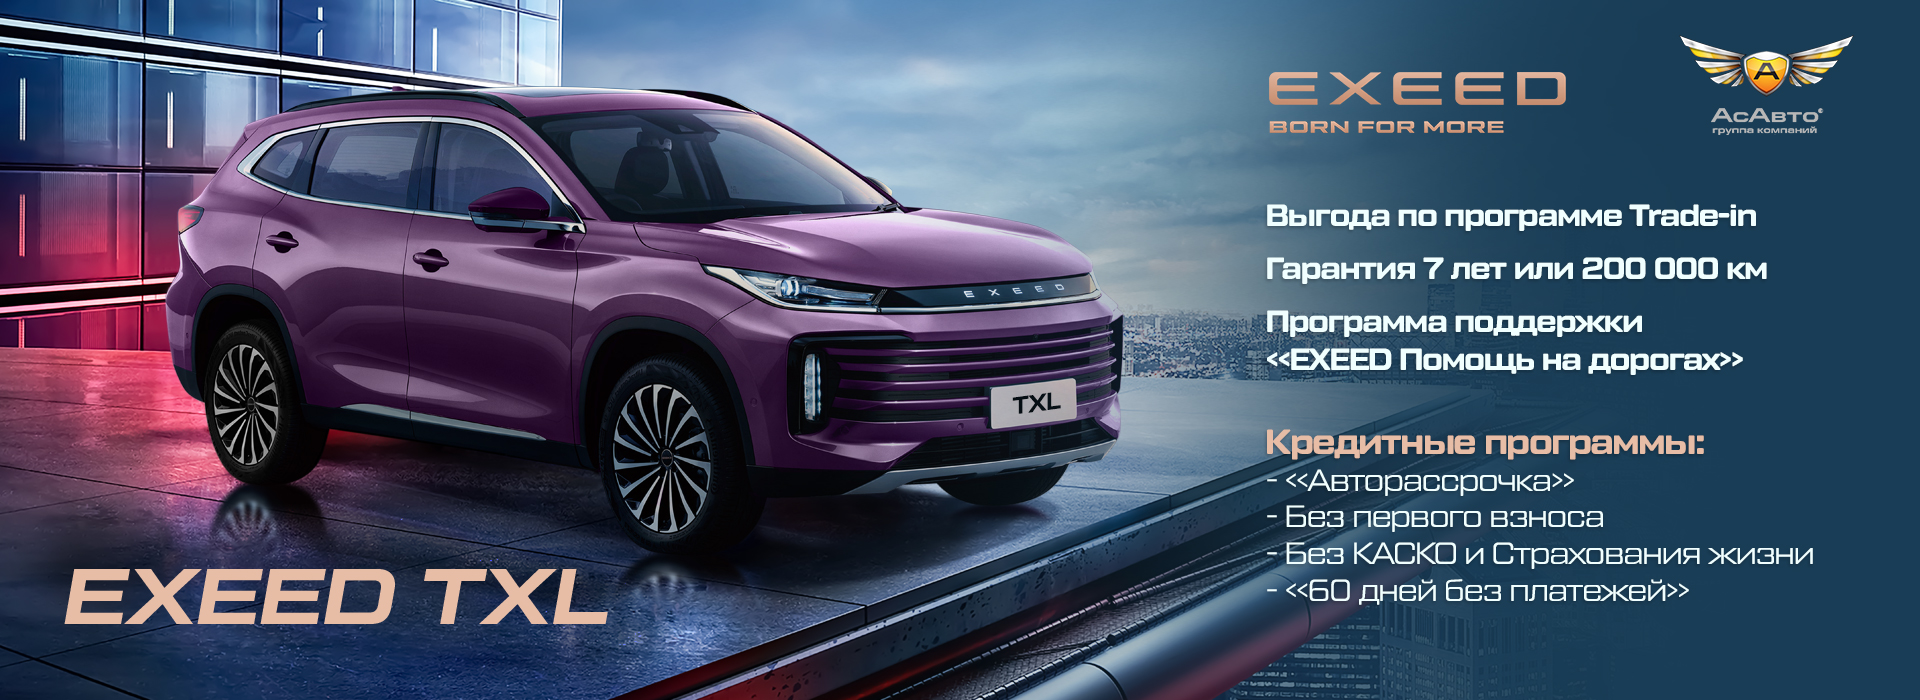 EXEED
BORN FOR MORE
АсАвто®
группа компаний
Выгода по программе Trade-in
Гарантия 7 лет или 200 000 км
Программа поддержки
<<EXEED Помощь на дорогах>>
Кредитные программы:
- <<Авторассрочка>>
- Без первого взноса
- Без КАСКО и Страхования жизни
- <<60 дней без платежей>>
EXEED
TXL
EXEED TXL